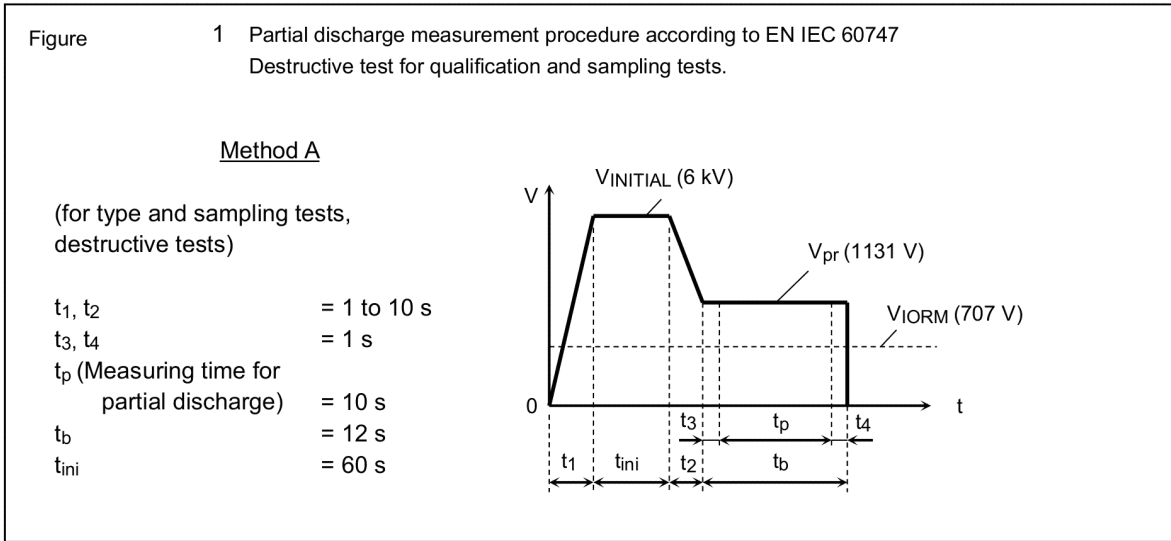 Figure 1 Partial discharge measurement procedure according to EN IEC 60747
Destructive test for qualification and sampling tests.
Method A
(for type and sampling tests,
destructive tests)
t1, t2 = 1 to 10 s
t3, t4 = 1 s
tp (Measuring time for
partial discharge) = 10 s
tb = 12 s
tini = 60 s
V
VINITIAL (6 kV)
Vpr (1131 V)
VIORM (707 V)
0
t
t3 tp t4
t1 tini t2 tb